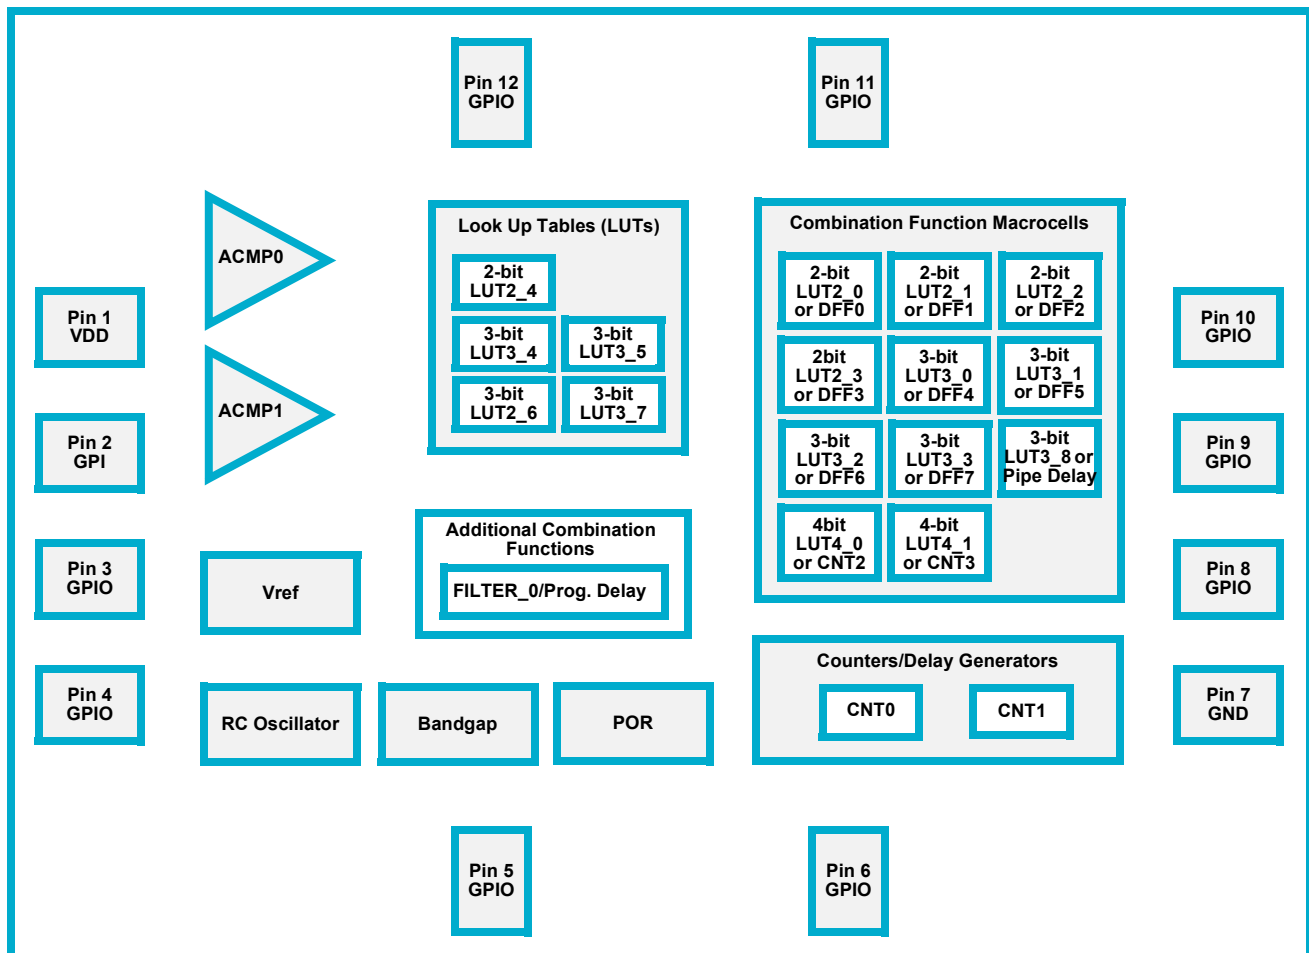 Pin 12
GPIO
Pin 11
GPIO
ACMP0
ACMP1
Pin 1
VDD
Pin 2
GPI
Pin 3
GPIO
Pin 4
GPIO
Look Up Tables (LUTs)
2-bit
LUT2_4
3-bit
LUT3_4
3-bit
LUT3_5
3-bit
LUT2_6
3-bit
LUT3_7
Combination Function Macrocells
2-bit
LUT2_0
or DFF0
2-bit
LUT2_1
or DFF1
2-bit
LUT2_2
or DFF2
2bit
LUT2_3
or DFF3
3-bit
LUT3_0
or DFF4
3-bit
LUT3_1
or DFF5
3-bit
LUT3_2
or DFF6
3-bit
LUT3_3
or DFF7
3-bit
LUT3_8 or
Pipe Delay
4bit
LUT4_0
or CNT2
4-bit
LUT4_1
or CNT3
Pin 10
GPIO
Pin 9
GPIO
Pin 8
GPIO
Pin 7
GND
Additional Combination
Functions
FILTER_0/Prog. Delay
Vref
RC Oscillator
Bandgap
POR
Counters/Delay Generators
CNT0
CNT1
Pin 5
GPIO
Pin 6
GPIO